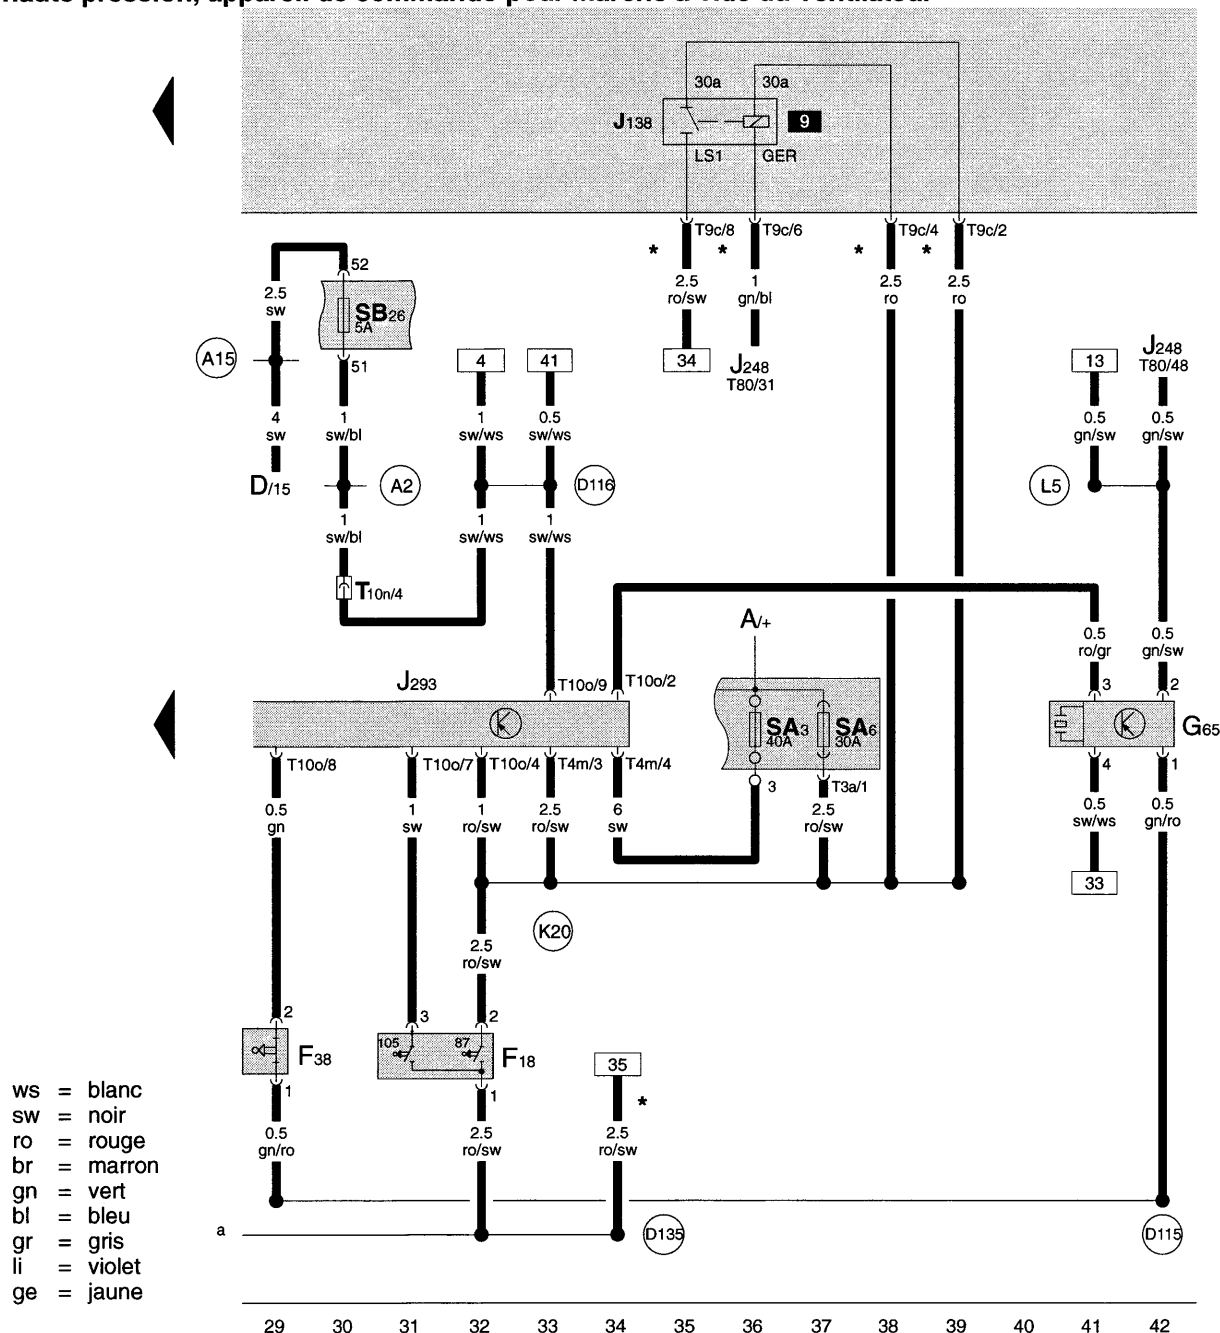 haute pression, appareil de commande pour marche à vide du ventilateur
30a 30a
J138 9
LS1 GER
T9c/8 T9c/6 T9c/4 T9c/2
* * * *
52
2.5
sw
SB26
5A
2.5
ro/sw
1
gn/bl
2.5
ro
2.5
ro
A15
51
4 41 34
J248
T80/31
13
J248
T80/48
4
sw
1
sw/bl
1
sw/ws
0.5
sw/ws
0.5
gn/sw
0.5
gn/sw
D/15 A2 D116 L5
1
sw/bl
1
sw/ws
1
sw/ws
T10n/4
A/+
0.5
ro/gr
0.5
gn/sw
J293 T10o/9 T10o/2
3 2
SA3
40A
SA6
30A
G65
T10o/8 T10o/7 T10o/4 T4m/3 T4m/4
3 T3a/1 4 1
0.5
gn
1
sw
1
ro/sw
2.5
ro/sw
6
sw
2.5
ro/sw
0.5
sw/ws
0.5
gn/ro
33
K20
2.5
ro/sw
2 3 2
F38
105 87
F18
35
1 1 *
0.5
gn/ro
2.5
ro/sw
2.5
ro/sw
a D135 D115
ws = blanc
sw = noir
ro = rouge
br = marron
gn = vert
bl = bleu
gr = gris
li = violet
ge = jaune
29 30 31 32 33 34 35 36 37 38 39 40 41 42